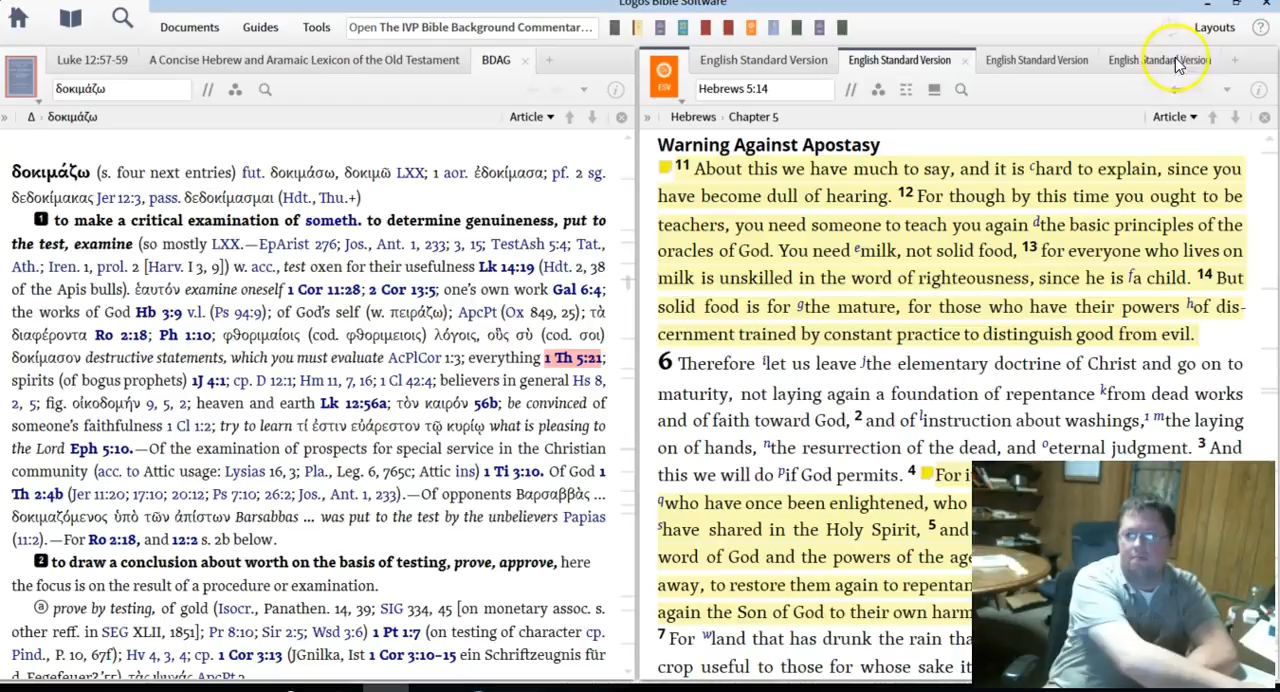 Logos Bible Software
Documents Guides Tools Open The IVP Bible Background Commentar... Layouts
Luke 12:57-59 A Concise Hebrew and Aramaic Lexicon of the Old Testament BDAG
English Standard Version English Standard Version English Standard Version English Standard Version
δοκιμάζω
Δ › δοκιμάζω Article
δοκιμάζω (s. four next entries) fut. δοκιμάσω, δοκιμῶ LXX; 1 aor. ἐδοκίμασα; pf. 2 sg.
δεδοκίμακας Jer 12:3, pass. δεδοκίμασμαι (Hdt., Thu.+)
1 to make a critical examination of someth. to determine genuineness, put to
the test, examine (so mostly LXX.—EpArist 276; Jos., Ant. 1, 233; 3, 15; TestAsh 5:4; Tat.,
Ath.; Iren. 1, prol. 2 [Harv. I 3, 9]) w. acc., test oxen for their usefulness Lk 14:19 (Hdt. 2, 38
of the Apis bulls). ἑαυτόν examine oneself 1 Cor 11:28; 2 Cor 13:5; one’s own work Gal 6:4;
the works of God Hb 3:9 v.l. (Ps 94:9); of God’s self (w. πειράζω); ApcPt (Ox 849, 25); τὰ
διαφέροντα Ro 2:18; Ph 1:10; φθοριμαίους (cod. φθοριμειοις) λόγους, οὓς σὺ (cod. σοι)
δοκίμασον destructive statements, which you must evaluate AcPlCor 1:3; everything 1 Th 5:21;
spirits (of bogus prophets) 1J 4:1; cp. D 12:1; Hm 11, 7, 16; 1 Cl 42:4; believers in general Hs 8,
2, 5; fig. οἰκοδομήν 9, 5, 2; heaven and earth Lk 12:56a; τὸν καιρόν 56b; be convinced of
someone’s faithfulness 1 Cl 1:2; try to learn τί ἐστιν εὐάρεστον τῷ κυρίῳ what is pleasing to
the Lord Eph 5:10.—Of the examination of prospects for special service in the Christian
community (acc. to Attic usage: Lysias 16, 3; Pla., Leg. 6, 765c; Attic ins) 1 Ti 3:10. Of God 1
Th 2:4b (Jer 11:20; 17:10; 20:12; Ps 7:10; 26:2; Jos., Ant. 1, 233).—Of opponents Βαρσαββᾶς ...
δοκιμαζόμενος ὑπὸ τῶν ἀπίστων Barsabbas ... was put to the test by the unbelievers Papias
(11:2).—For Ro 2:18, and 12:2 s. 2b below.
2 to draw a conclusion about worth on the basis of testing, prove, approve, here
the focus is on the result of a procedure or examination.
ⓐ prove by testing, of gold (Isocr., Panathen. 14, 39; SIG 334, 45 [on monetary assoc. s.
other reff. in SEG XLII, 1851]; Pr 8:10; Sir 2:5; Wsd 3:6) 1 Pt 1:7 (on testing of character cp.
Pind., P. 10, 67f); Hv 4, 3, 4; cp. 1 Cor 3:13 (JGnilka, Ist 1 Cor 3:10–15 ein Schriftzeugnis für
d. Fegefeuer? ’55) τὰς ψυχάς ApcPt 3
ESV
Hebrews 5:14
Hebrews › Chapter 5 Article
Warning Against Apostasy
11 About this we have much to say, and it is c hard to explain, since you
have become dull of hearing. 12 For though by this time you ought to be
teachers, you need someone to teach you again d the basic principles of the
oracles of God. You need e milk, not solid food, 13 for everyone who lives on
milk is unskilled in the word of righteousness, since he is f a child. 14 But
solid food is for g the mature, for those who have their powers h of dis-
cernment trained by constant practice to distinguish good from evil.
6 Therefore i let us leave j the elementary doctrine of Christ and go on to
maturity, not laying again a foundation of repentance k from dead works
and of faith toward God, 2 and of l instruction about washings, 1 m the laying
on of hands, n the resurrection of the dead, and o eternal judgment. 3 And
this we will do p if God permits. 4 For i
q who have once been enlightened, who
s have shared in the Holy Spirit, 5 and
word of God and the powers of the age
away, to restore them again to repentan
again the Son of God to their own harm
7 For w land that has drunk the rain tha
crop useful to those for whose sake it